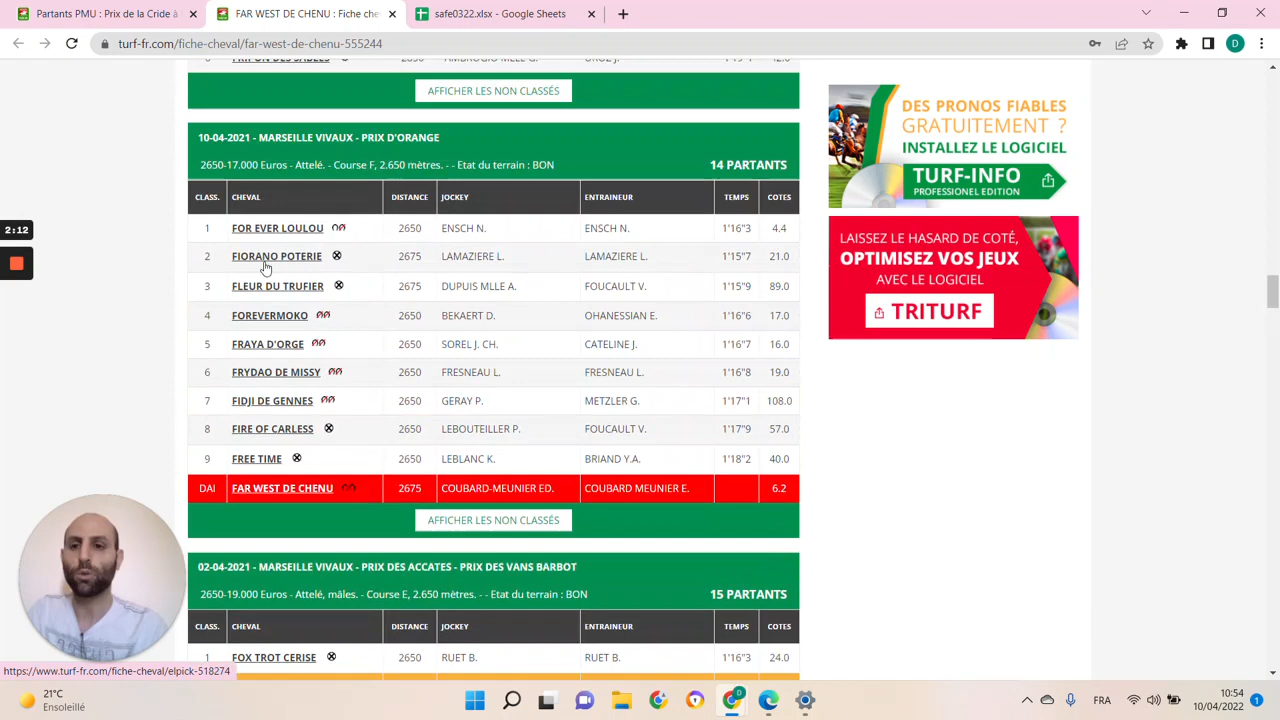 Partants PMU : Prix de la Cride à
FAR WEST DE CHENU : Fiche chev
safe0322.xlsx - Google Sheets
turf-fr.com/fiche-cheval/far-west-de-chenu-555244
D
AFFICHER LES NON CLASSÉS
10-04-2021 - MARSEILLE VIVAUX - PRIX D'ORANGE
2650-17.000 Euros - Attelé. - Course F, 2.650 mètres. - - Etat du terrain : BON 14 PARTANTS
CLASS. CHEVAL DISTANCE JOCKEY ENTRAINEUR TEMPS COTES
1 FOR EVER LOULOU 2650 ENSCH N. ENSCH N. 1'16"3 4.4
2 FIORANO POTERIE 2675 LAMAZIERE L. LAMAZIERE L. 1'15"7 21.0
FLEUR DU TRUFIER 2675 DUPUIS MLLE A. FOUCAULT V. 1'15"9 89.0
4 FOREVERMOKO 2650 BEKAERT D. OHANESSIAN E. 1'16"6 17.0
5 FRAYA D'ORGE 2650 SOREL J. CH. CATELINE J. 1'16"7 16.0
6 FRYDAO DE MISSY 2650 FRESNEAU L. FRESNEAU L. 1'16"8 19.0
7 FIDJI DE GENNES 2650 GERAY P. METZLER G. 1'17"1 108.0
8 FIRE OF CARLESS 2650 LEBOUTEILLER P. FOUCAULT V. 1'17"9 57.0
9 FREE TIME 2650 LEBLANC K. BRIAND Y.A. 1'18"2 40.0
DAI FAR WEST DE CHENU 2675 COUBARD-MEUNIER ED. COUBARD MEUNIER E. 6.2
AFFICHER LES NON CLASSÉS
02-04-2021 - MARSEILLE VIVAUX - PRIX DES ACCATES - PRIX DES VANS BARBOT
2650-19.000 Euros - Attelé, mâles. - Course E, 2.650 mètres. - - Etat du terrain : BON 15 PARTANTS
CLASS. CHEVAL DISTANCE JOCKEY ENTRAINEUR TEMPS COTES
1 FOX TROT CERISE 2650 RUET B. RUET B. 1'16"3 24.0
DES PRONOS FIABLES
GRATUITEMENT ?
INSTALLEZ LE LOGICIEL
TURF-INFO
PROFESSIONEL EDITION
LAISSEZ LE HASARD DE COTÉ,
OPTIMISEZ VOS JEUX
AVEC LE LOGICIEL
TRITURF
2:12
https://www.turf-fr.com/fiche-cheval/elpick-518274
21°C
Ensoleillé
FRA
10:54
10/04/2022
1